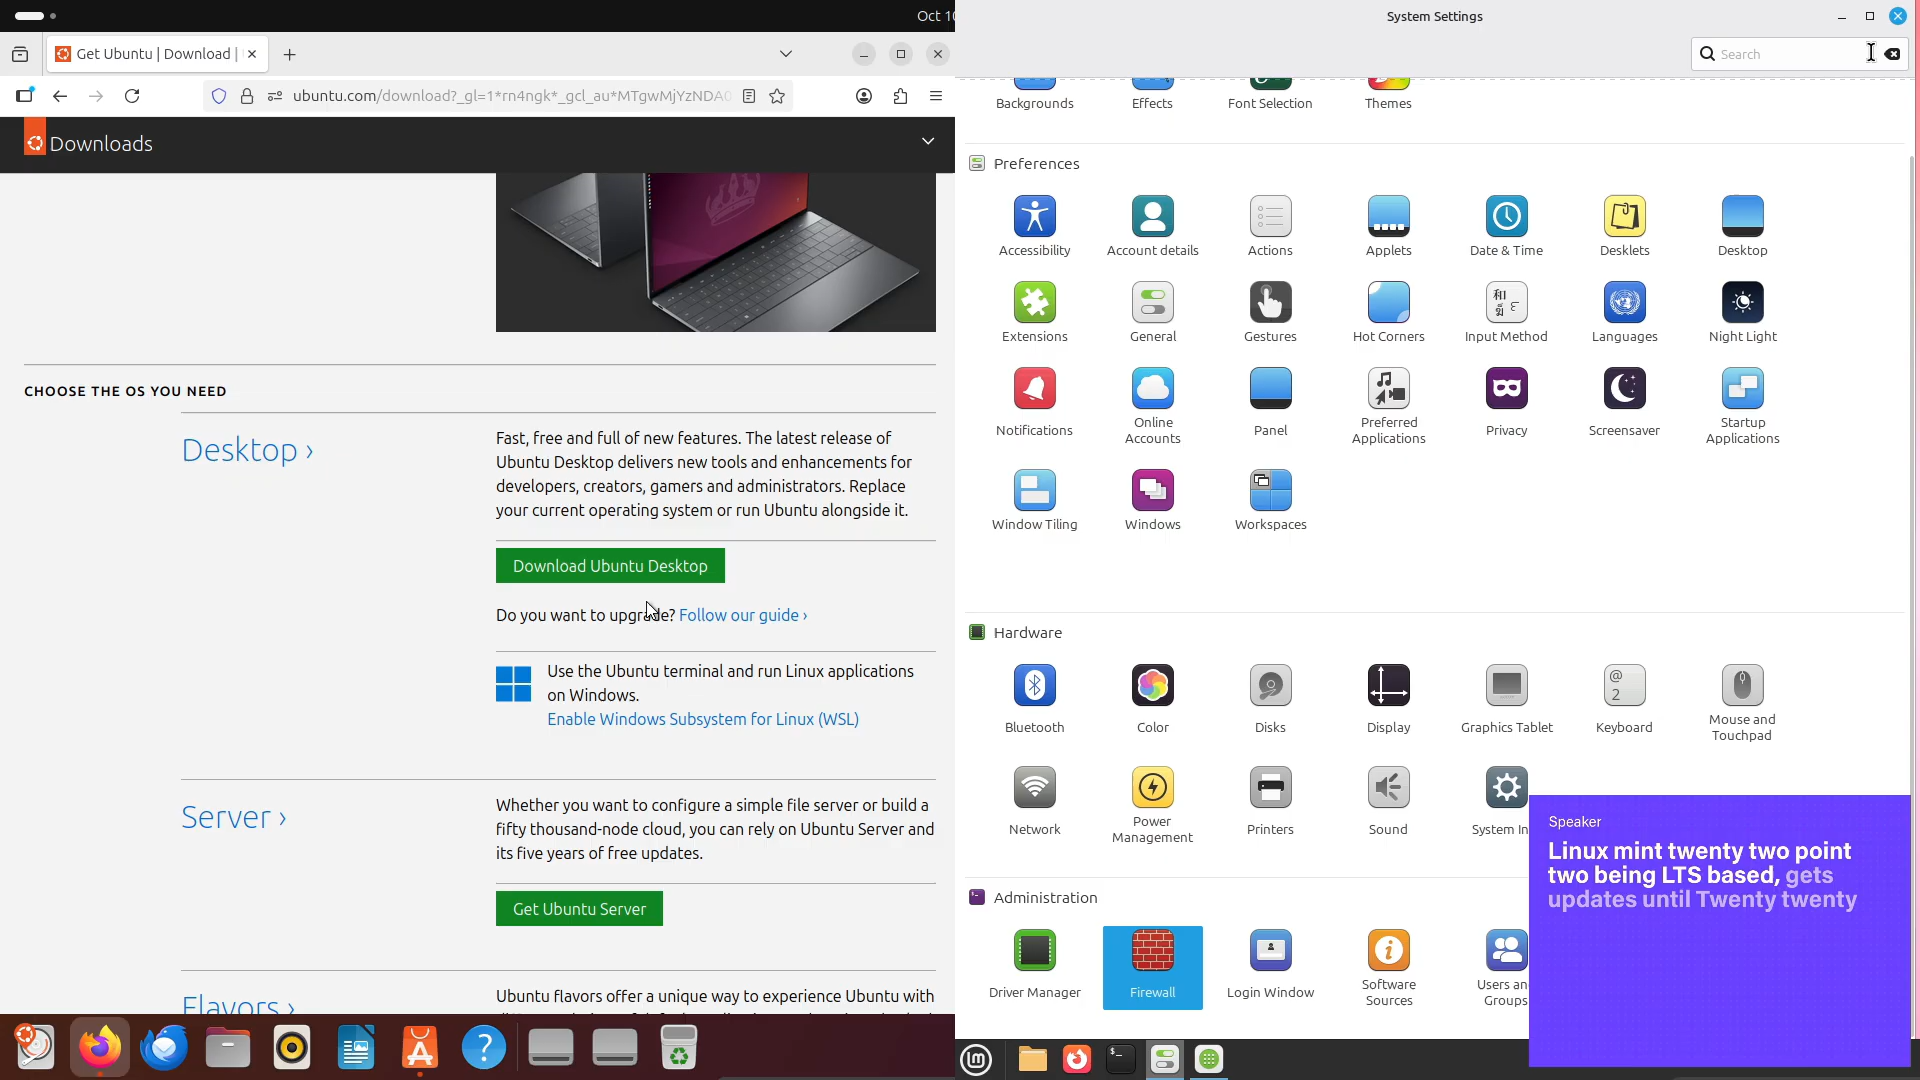 Oct 10
Get Ubuntu | Download |
ubuntu.com/download?_gl=1*rn4ngk*_gcl_au*MTgwMjYzNDA0
Downloads
CHOOSE THE OS YOU NEED
Desktop ›
Fast, free and full of new features. The latest release of
Ubuntu Desktop delivers new tools and enhancements for
developers, creators, gamers and administrators. Replace
your current operating system or run Ubuntu alongside it.
Download Ubuntu Desktop
Do you want to upgrade? Follow our guide ›
Use the Ubuntu terminal and run Linux applications
on Windows.
Enable Windows Subsystem for Linux (WSL)
Server ›
Whether you want to configure a simple file server or build a
fifty thousand-node cloud, you can rely on Ubuntu Server and
its five years of free updates.
Get Ubuntu Server
Flavors ›
Ubuntu flavors offer a unique way to experience Ubuntu with
System Settings
Search
Backgrounds Effects Font Selection Themes
Preferences
Accessibility Account details Actions Applets Date & Time Desklets Desktop
Extensions General Gestures Hot Corners Input Method Languages Night Light
Notifications Online Accounts Panel Preferred Applications Privacy Screensaver Startup Applications
Window Tiling Windows Workspaces
Hardware
Bluetooth Color Disks Display Graphics Tablet Keyboard Mouse and Touchpad
Network Power Management Printers Sound System In
Administration
Driver Manager Firewall Login Window Software Sources Users an Groups
Speaker
Linux mint twenty two point
two being LTS based, gets
updates until Twenty twenty